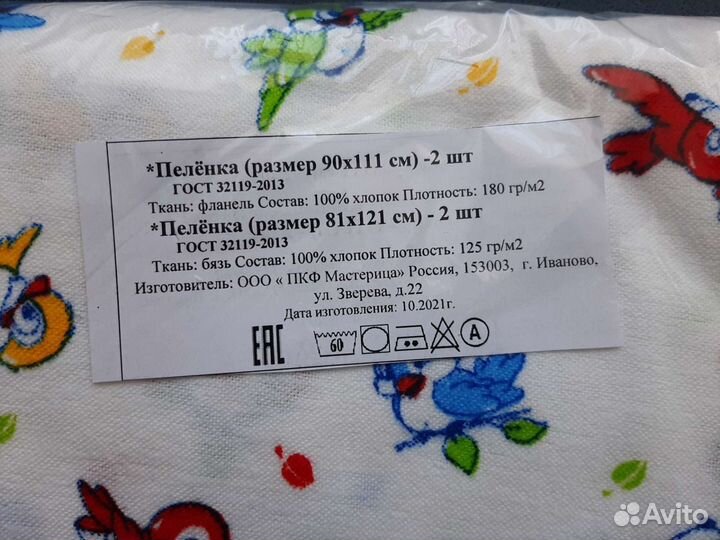 *Пелёнка (размер 90х111 см) -2 шт
ГОСТ 32119-2013
Ткань: фланель Состав: 100% хлопок Плотность: 180 гр/м2
*Пелёнка (размер 81х121 см) - 2 шт
ГОСТ 32119-2013
Ткань: бязь Состав: 100% хлопок Плотность: 125 гр/м2
Изготовитель: ООО « ПКФ Мастерица» Россия, 153003, г. Иваново,
ул. Зверева, д.22
Дата изготовления: 10.2021г.
ЕАС 60 А
Avito